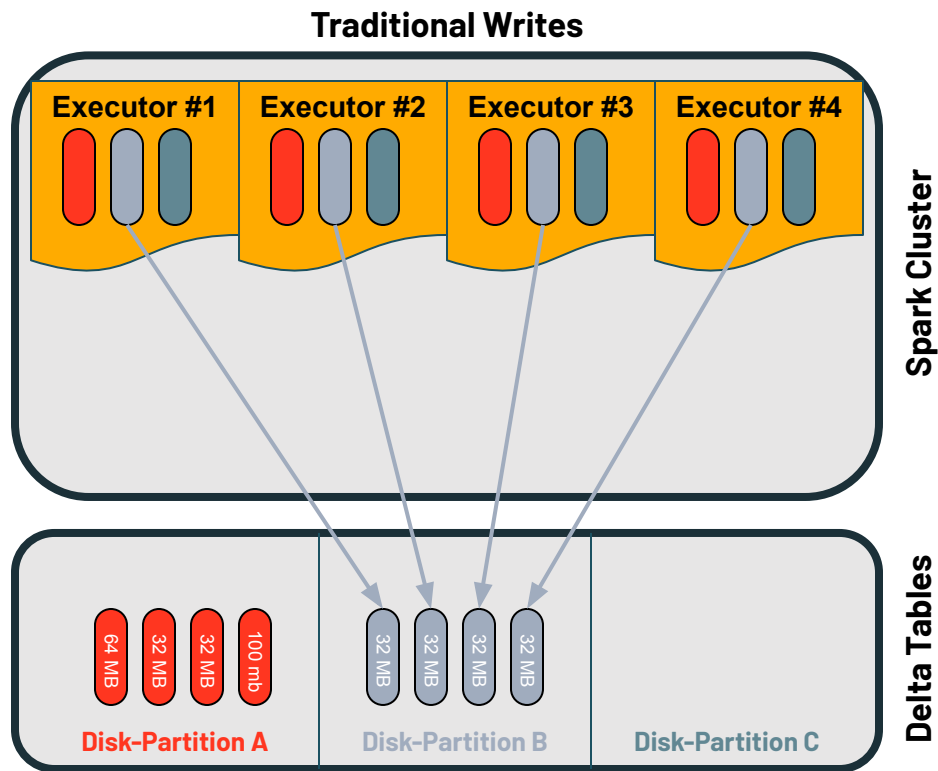 Traditional Writes
Executor #1
Executor #2
Executor #3
Executor #4
Spark Cluster
64 MB
32 MB
32 MB
100 mb
32 MB
32 MB
32 MB
32 MB
Disk-Partition A
Disk-Partition B
Disk-Partition C
Delta Tables